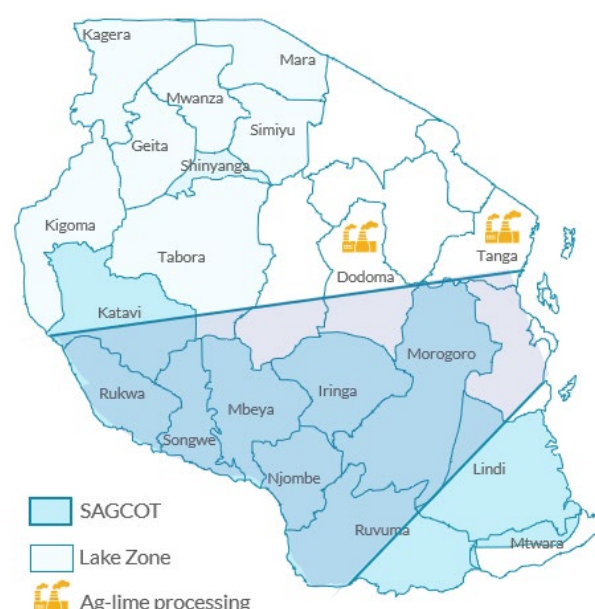 Kagera
Mara
Mwanza
Simiyu
Geita
Shinyanga
Kigoma
Tabora
Dodoma
Tanga
Katavi
Morogoro
Rukwa
Iringa
Mbeya
Songwe
Njombe
Lindi
Ruvuma
Mtwara
SAGCOT
Lake Zone
Ag-lime processing